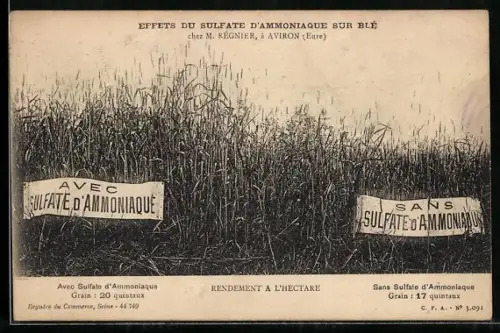 EFFETS DU SULFATE D'AMMONIAQUE SUR BLÉ
chez M. RÉGNIER, à AVIRON (Eure)
AVEC
SULFATE D'AMMONIAQUE
SANS
SULFATE D'AMMONIAQUE
Avec Sulfate d'Ammoniaque
Grain : 20 quintaux
RENDEMENT A L'HECTARE
Sans Sulfate d'Ammoniaque
Grain : 17 quintaux
Registre du Commerce, Seine - 44 749
C. F. A. - N° 3.091